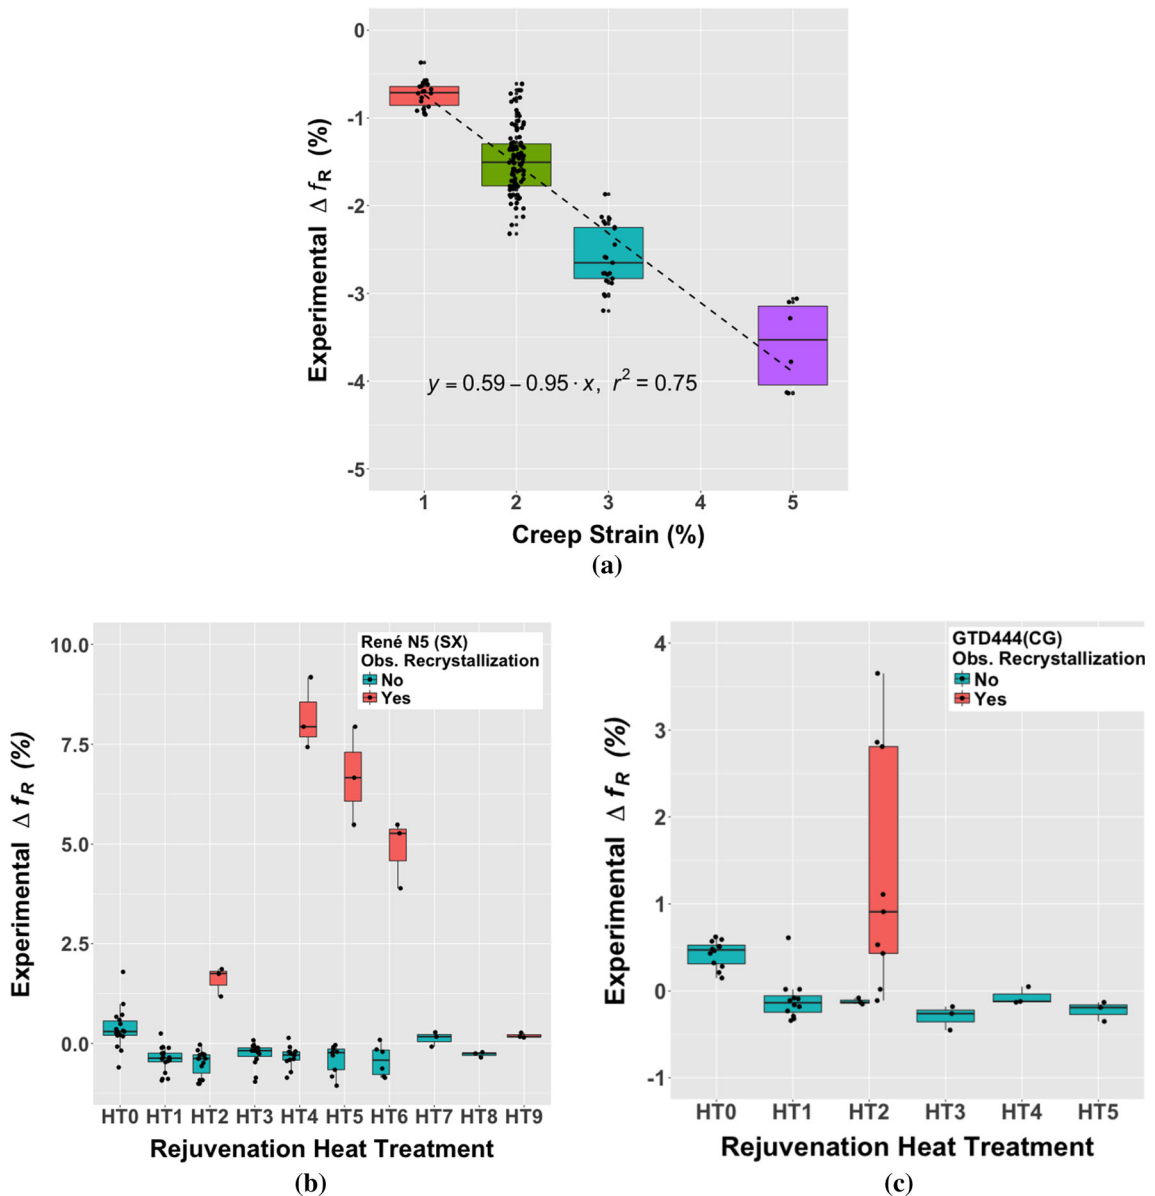 0
-1
-2
-3
-4
-5
Experimental Δ fR (%)
y = 0.59 – 0.95 · x, r² = 0.75
1 2 3 4 5
Creep Strain (%)
(a)
10.0
7.5
5.0
2.5
0.0
Experimental Δ fR (%)
René N5 (SX)
Obs. Recrystallization
No
Yes
HT0 HT1 HT2 HT3 HT4 HT5 HT6 HT7 HT8 HT9
Rejuvenation Heat Treatment
(b)
4
3
2
1
0
-1
Experimental Δ fR (%)
GTD444(CG)
Obs. Recrystallization
No
Yes
HT0 HT1 HT2 HT3 HT4 HT5
Rejuvenation Heat Treatment
(c)